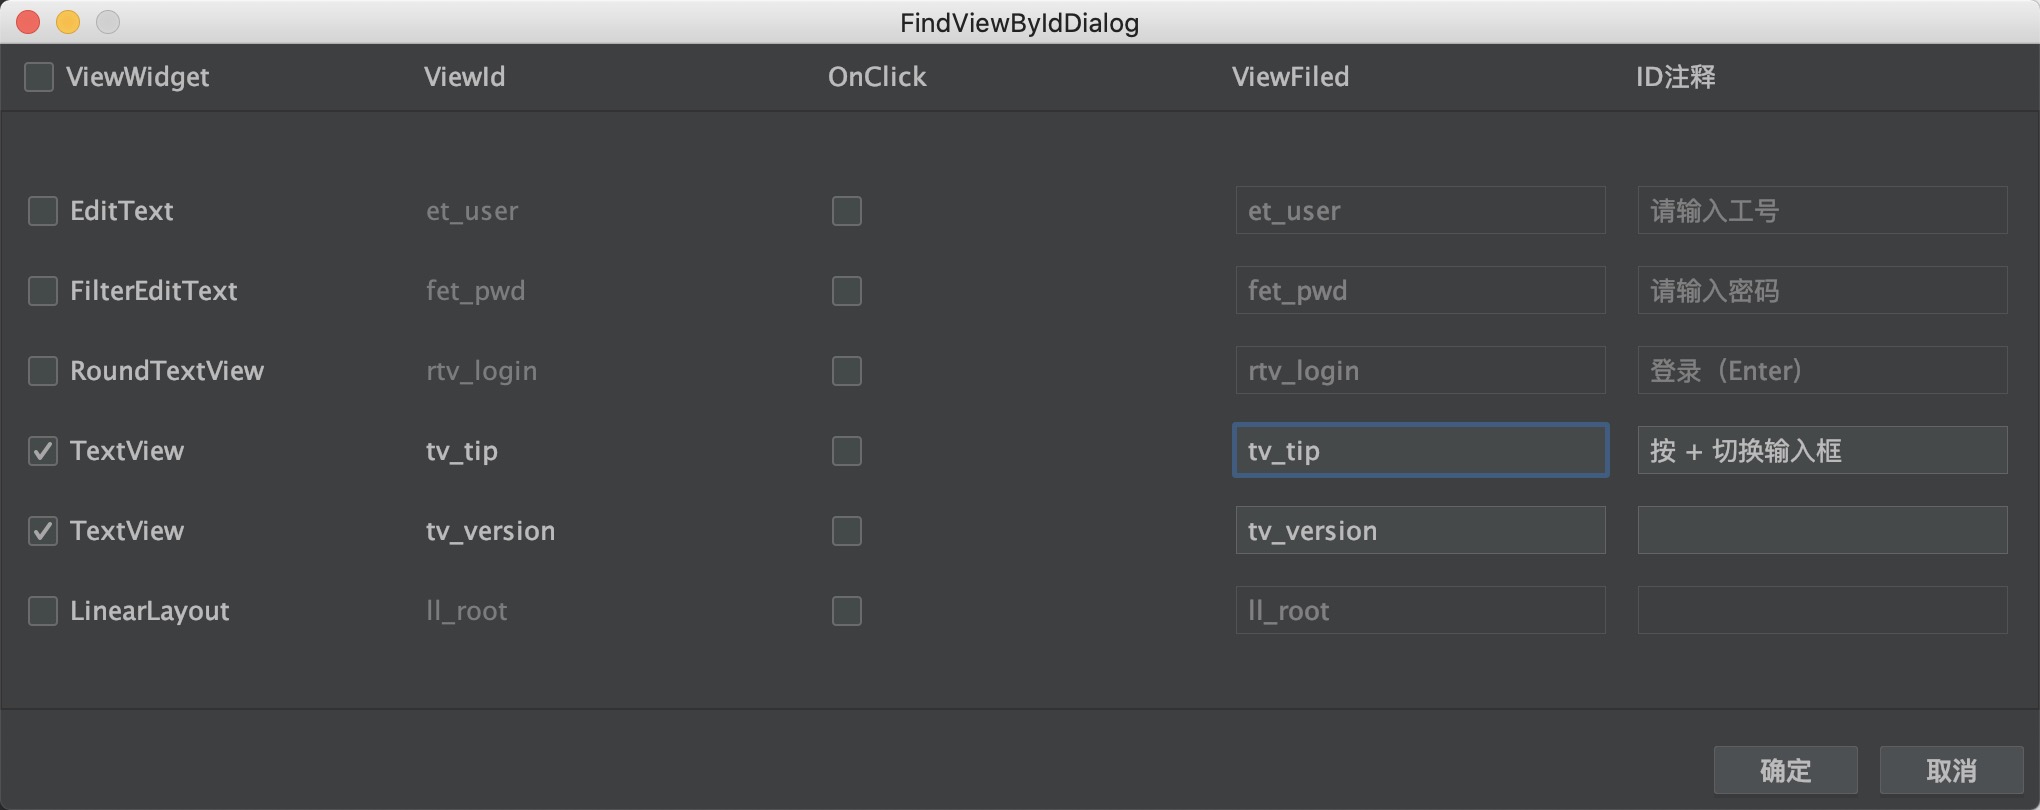 FindViewByIdDialog
ViewWidget ViewId OnClick ViewFiled ID注释
EditText et_user et_user 请输入工号
FilterEditText fet_pwd fet_pwd 请输入密码
RoundTextView rtv_login rtv_login 登录（Enter）
TextView tv_tip tv_tip 按 + 切换输入框
TextView tv_version tv_version
LinearLayout ll_root ll_root
确定 取消